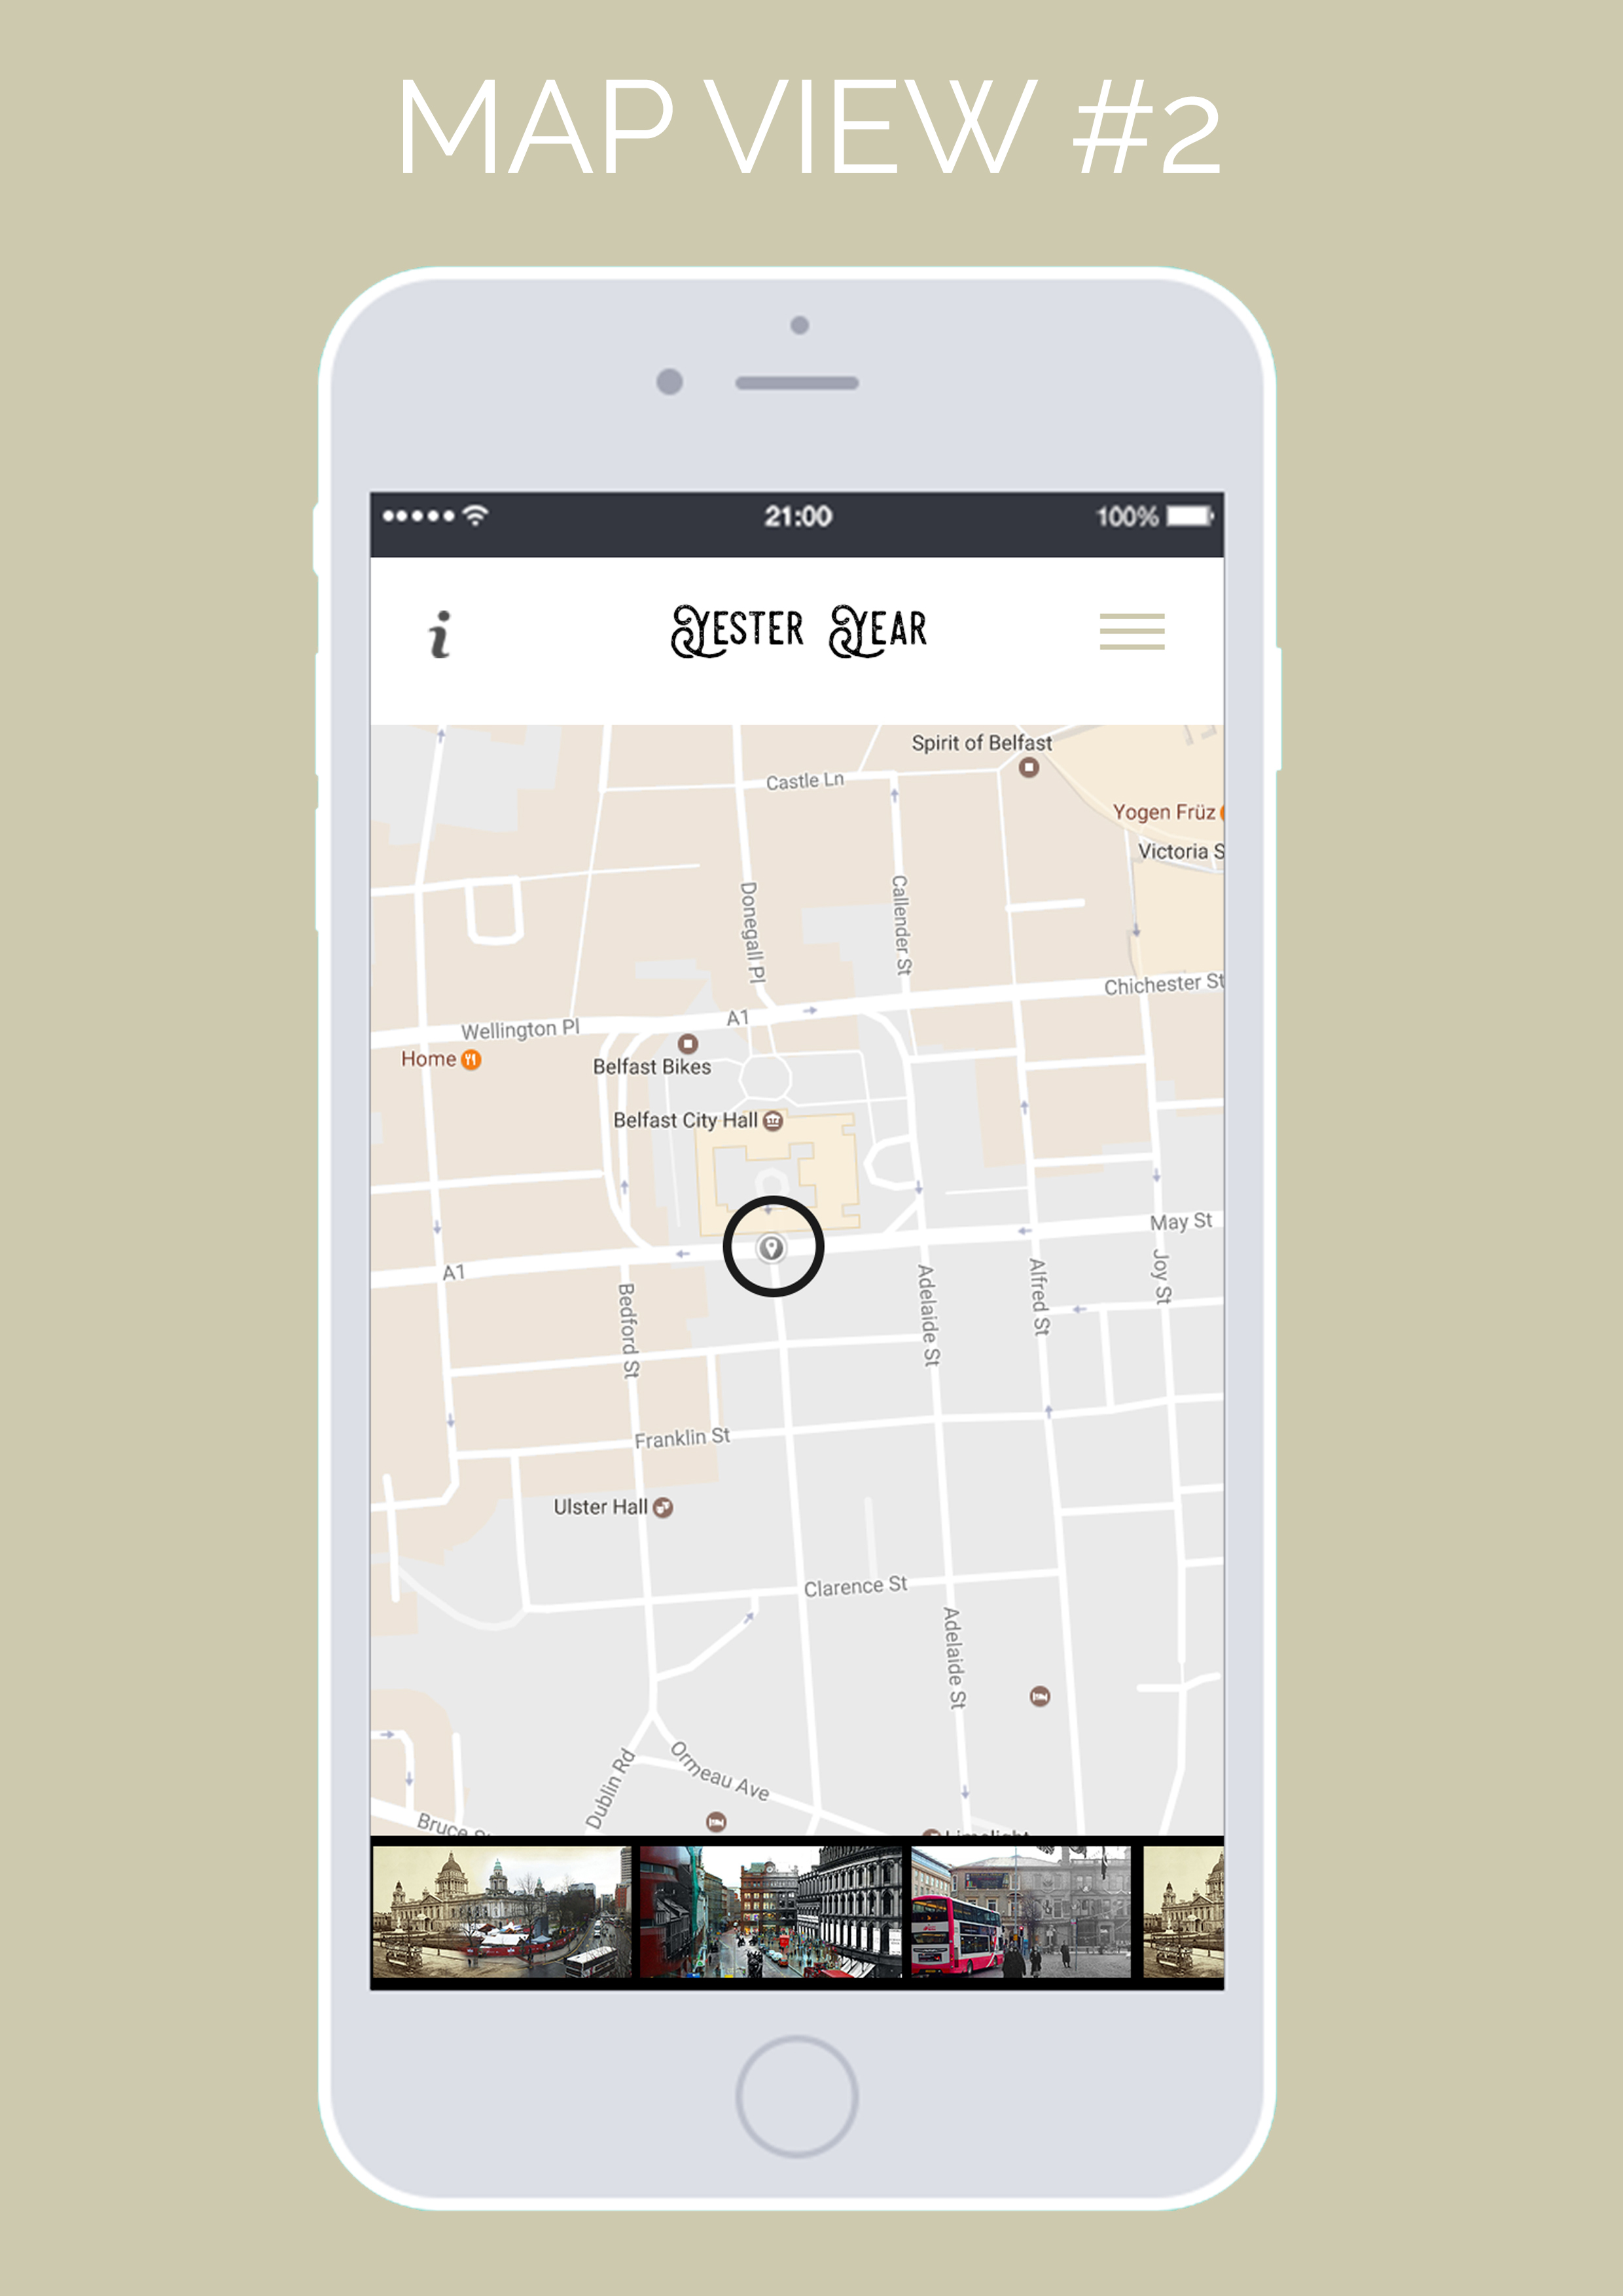 MAP VIEW #2
21:00
100%
i
YESTER YEAR
Spirit of Belfast
Castle Ln
Yogen Früz
Victoria S
Donegall Pl
Callender St
Chichester St
A1
Wellington Pl
Home
Belfast Bikes
Belfast City Hall
May St
A1
Joy St
Bedford St
Adelaide St
Alfred St
Franklin St
Ulster Hall
Clarence St
Adelaide St
Dublin Rd
Ormeau Ave
Bruce S
Limelight